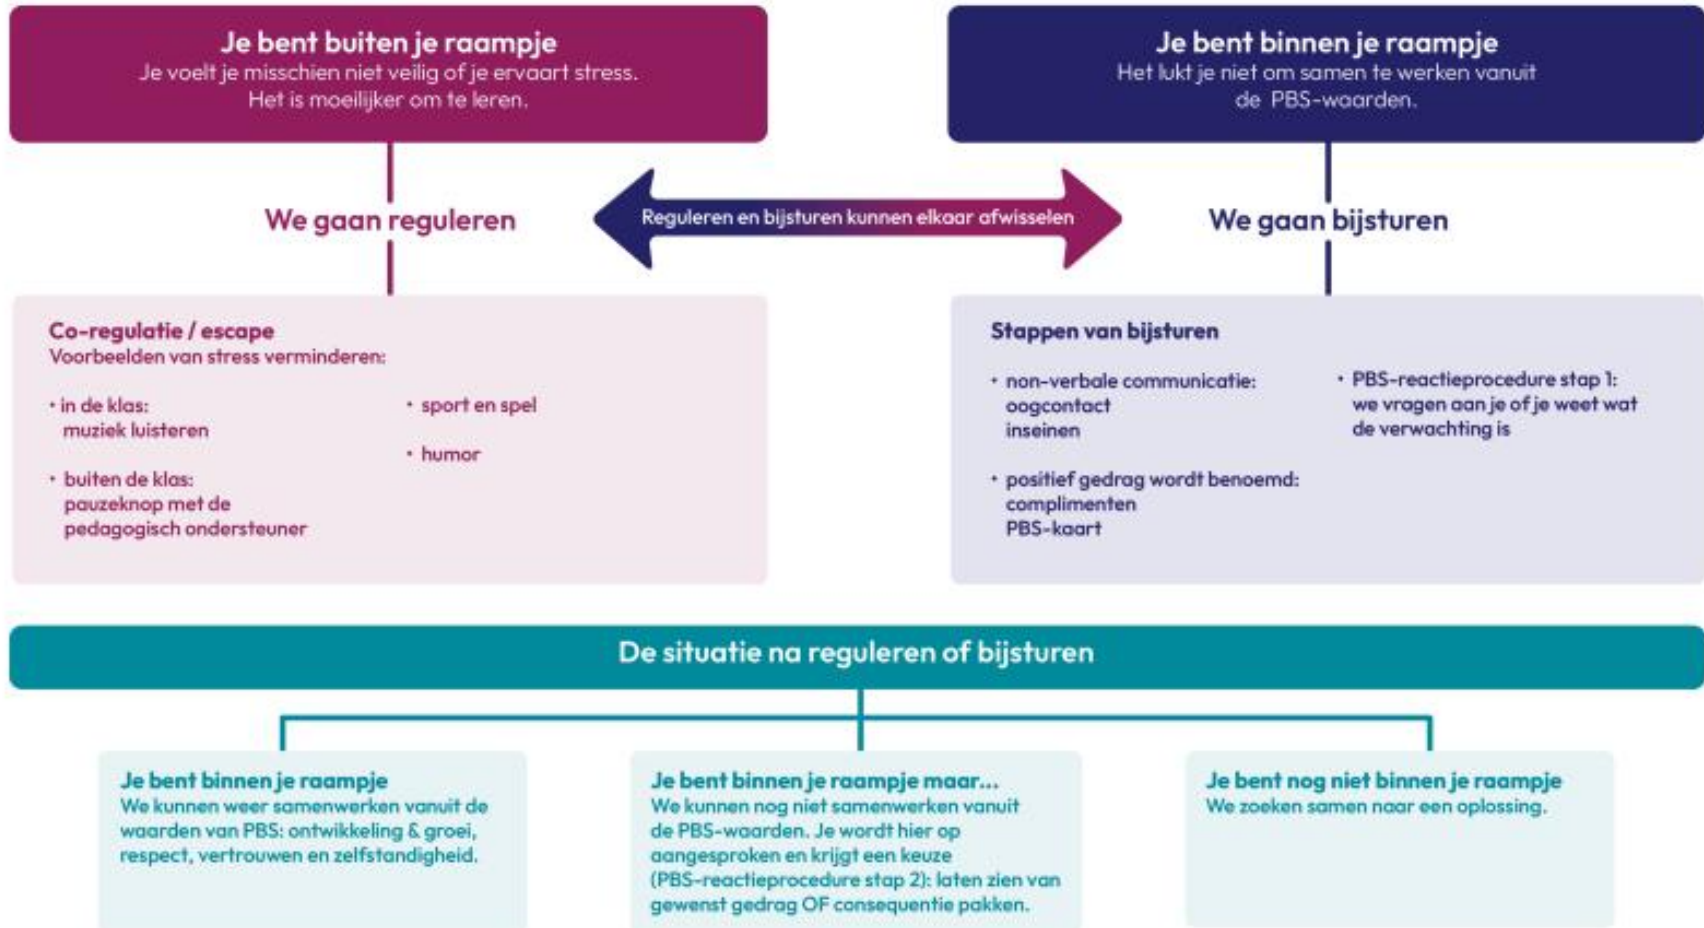 Je bent buiten je raampje
Je voelt je misschien niet veilig of je ervaart stress.
Het is moeilijker om te leren.
Je bent binnen je raampje
Het lukt je niet om samen te werken vanuit
de PBS-waarden.
We gaan reguleren
Reguleren en bijsturen kunnen elkaar afwisselen
We gaan bijsturen
Co-regulatie / escape
Voorbeelden van stress verminderen:
• in de klas:
muziek luisteren
• buiten de klas:
pauzeknop met de
pedagogisch ondersteuner
• sport en spel
• humor
Stappen van bijsturen
• non-verbale communicatie:
oogcontact
inseinen
• positief gedrag wordt benoemd:
complimenten
PBS-kaart
• PBS-reactieprocedure stap 1:
we vragen aan je of je weet wat
de verwachting is
De situatie na reguleren of bijsturen
Je bent binnen je raampje
We kunnen weer samenwerken vanuit de
waarden van PBS: ontwikkeling & groei,
respect, vertrouwen en zelfstandigheid.
Je bent binnen je raampje maar...
We kunnen nog niet samenwerken vanuit
de PBS-waarden. Je wordt hier op
aangesproken en krijgt een keuze
(PBS-reactieprocedure stap 2): laten zien van
gewenst gedrag OF consequentie pakken.
Je bent nog niet binnen je raampje
We zoeken samen naar een oplossing.